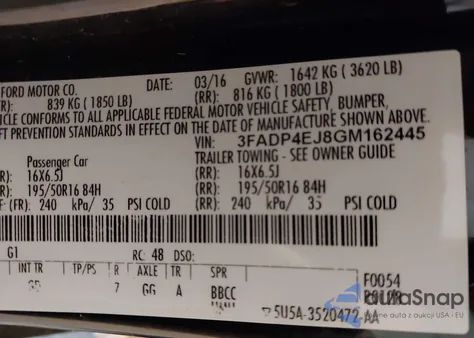 FORD MOTOR CO.
DATE: 03/16 GVWR: 1642 KG ( 3620 LB)
TR): 839 KG ( 1850 LB) (RR): 816 KG ( 1800 LB)
VEHICLE CONFORMS TO ALL APPLICABLE FEDERAL MOTOR VEHICLE SAFETY, BUMPER,
FT PREVENTION STANDARDS IN EFFECT ON THE DATE OF MANUFACTURE SHOWN ABOVE.
VIN: 3FADP4EJ8GM162445
Passenger Car TRAILER TOWING - SEE OWNER GUIDE
16X6.5J (RR): 16X6.5J
195/50R16 84H (RR): 195/50R16 84H
(FR): 240 kPa/ 35 PSI COLD (RR): 240 kPa/ 35 PSI COLD
G1 RC: 48 DSO:
INT TR TP/PS R AXLE TR SPR F0054
7 GG A BBCC
5U5A-3520472-AA
autaSnap